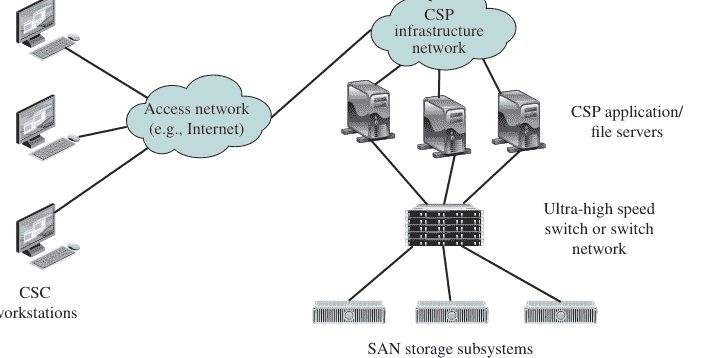 CSP
infrastructure
network
Access network
(e.g., Internet)
CSP application/
file servers
Ultra-high speed
switch or switch
network
CSC
orkstations
SAN storage subsystems